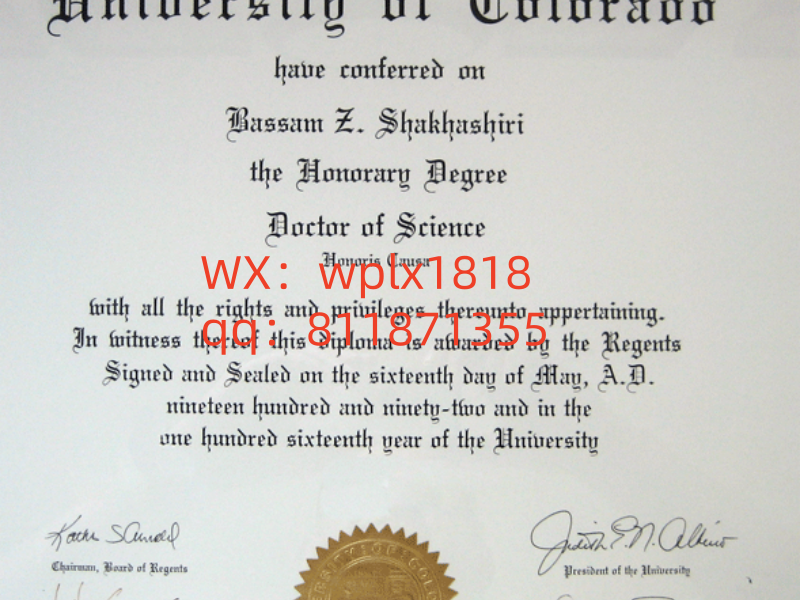 University of Colorado
have conferred on
Bassam Z. Shakhashiri
the Honorary Degree
Doctor of Science
Honoris Causa
WX：wplx1818
with all the rights and privileges thereunto appertaining.
qq：811871355
In witness thereof this diploma is awarded by the Regents
Signed and Sealed on the sixteenth day of May, A.D.
nineteen hundred and ninety-two and in the
one hundred sixteenth year of the University
Judith E. N. Albino
Chairman, Board of Regents
President of the University